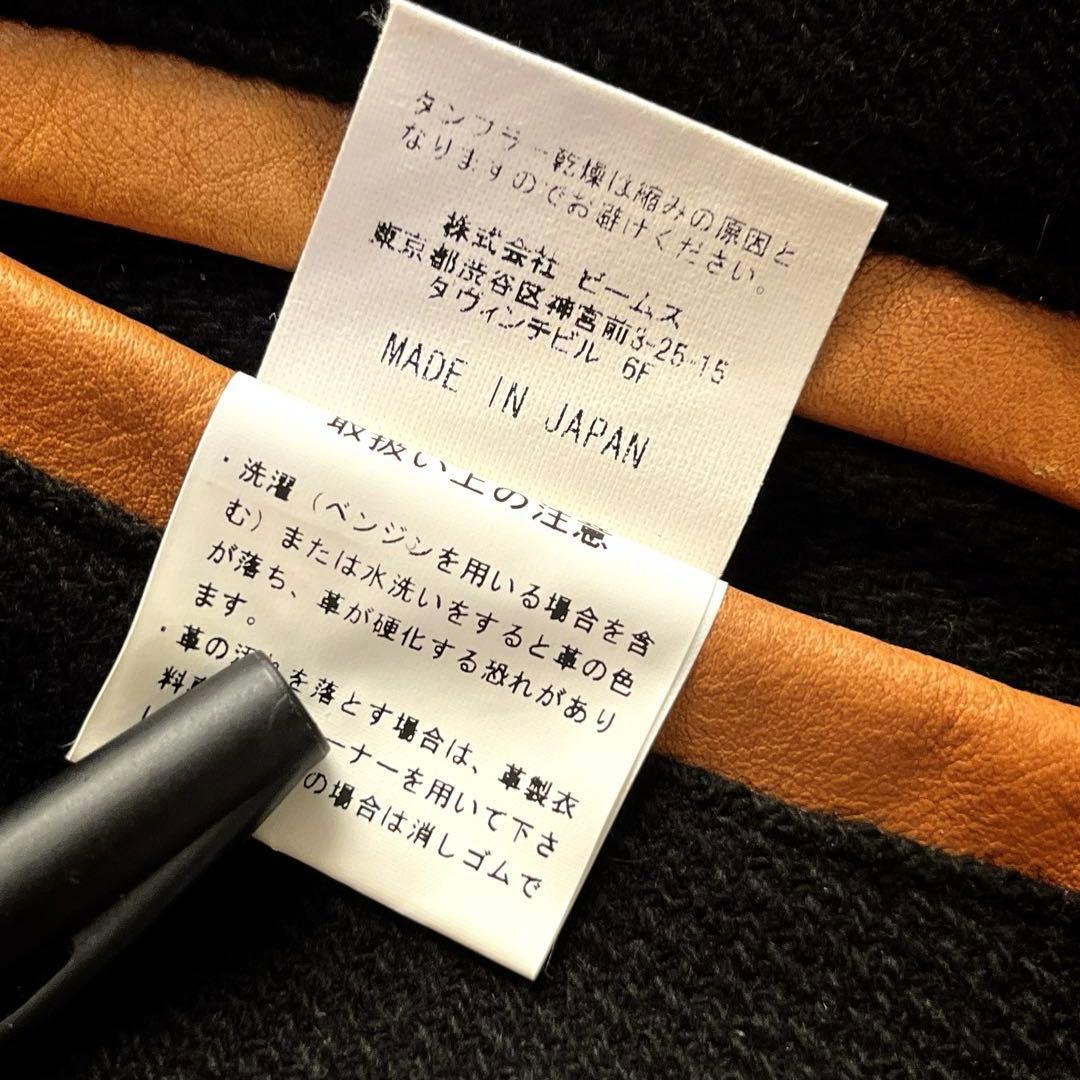 タンブラー乾燥は縮みの原因と
なりますのでお避けください。
株式会社 ビームス
東京都渋谷区神宮前3-25-15
ダヴィンチビル 6F
MADE IN JAPAN
取扱い上の注意
・洗濯(ベンジンを用いる場合を含
む)または水洗いをすると革の色
が落ち、革が硬化する恐れがあり
ます。
・革の汚れを落とす場合は、革製衣
料 ーナーを用いて下さ
い の場合は消しゴムで